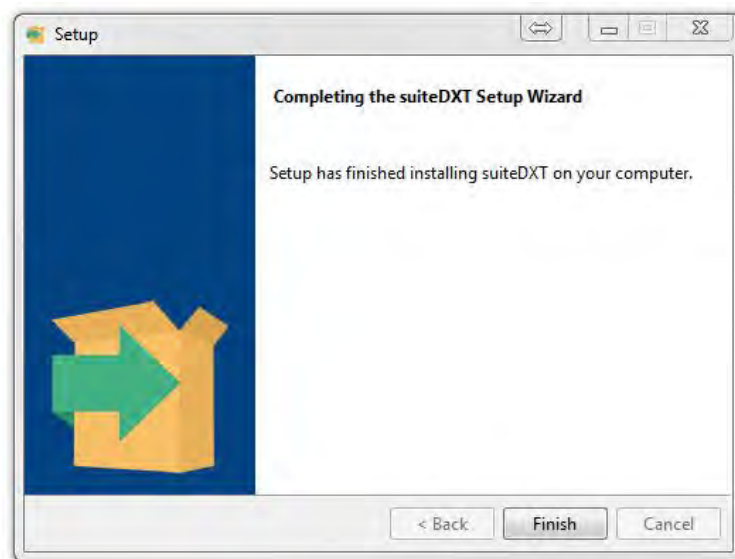 Setup
Completing the suiteDXT Setup Wizard
Setup has finished installing suiteDXT on your computer.
< Back
Finish
Cancel